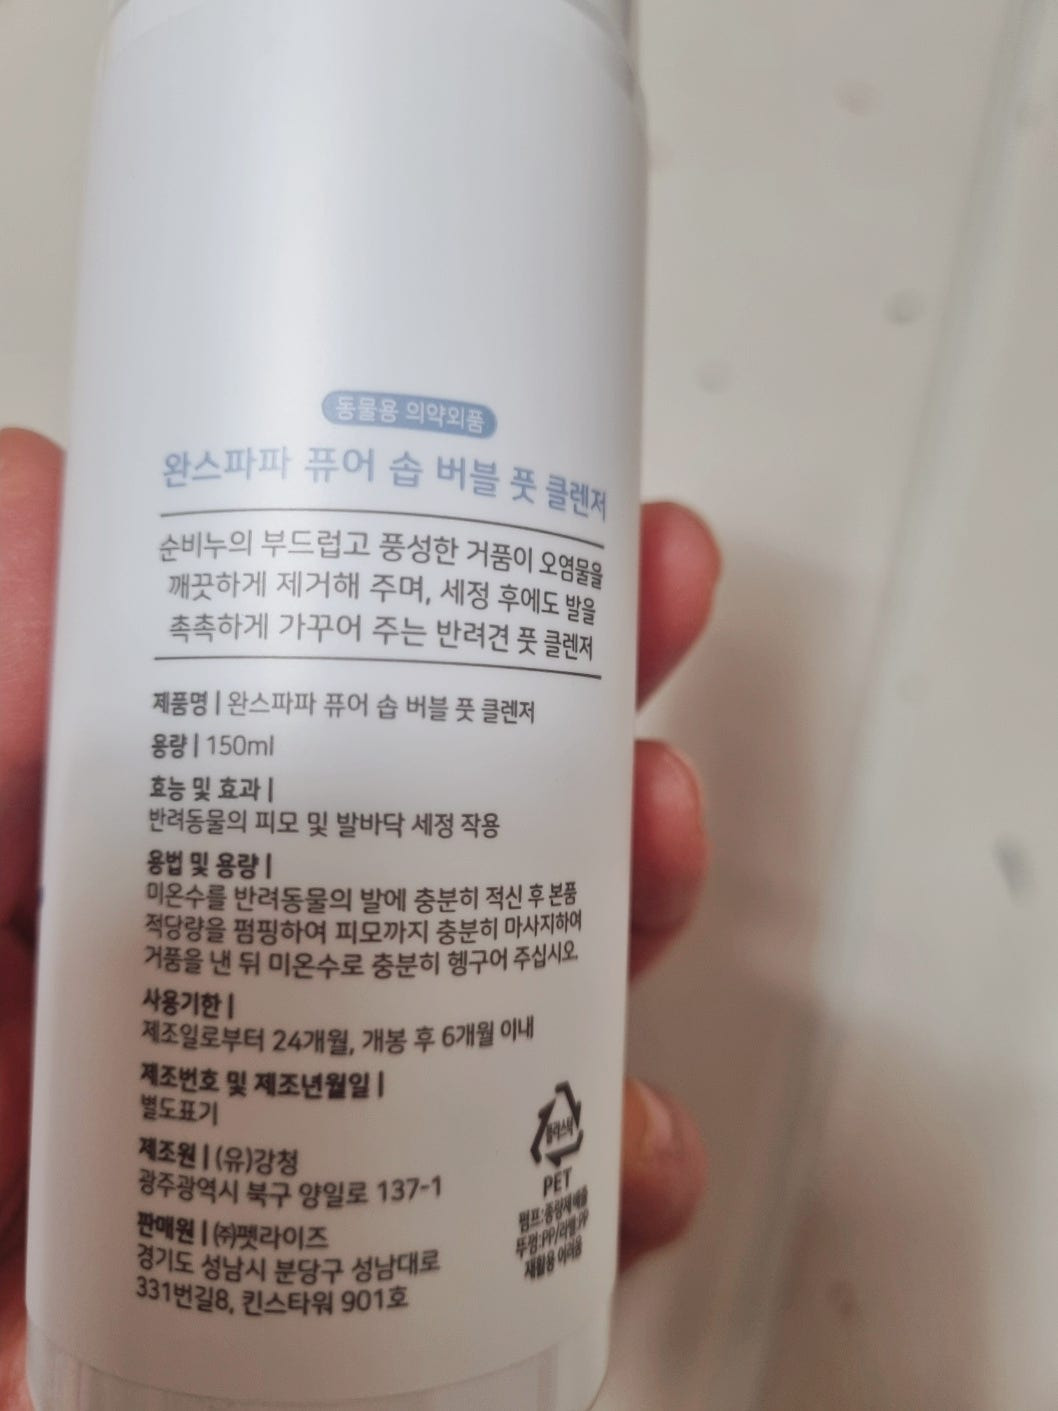 동물용 의약외품
완스파파 퓨어 솝 버블 풋 클렌저
순비누의 부드럽고 풍성한 거품이 오염물을
깨끗하게 제거해 주며, 세정 후에도 발을
촉촉하게 가꾸어 주는 반려견 풋 클렌저
제품명 | 완스파파 퓨어 솝 버블 풋 클렌저
용량 | 150ml
효능 및 효과 |
반려동물의 피모 및 발바닥 세정 작용
용법 및 용량 |
미온수를 반려동물의 발에 충분히 적신 후 본품
적당량을 펌핑하여 피모까지 충분히 마사지하여
거품을 낸 뒤 미온수로 충분히 헹구어 주십시오.
사용기한 |
제조일로부터 24개월, 개봉 후 6개월 이내
제조번호 및 제조년월일 |
별도표기
제조원 | (유)강청
광주광역시 북구 양일로 137-1
판매원 | ㈜펫라이즈
경기도 성남시 분당구 성남대로
331번길8, 킨스타워 901호
플라스틱
PET
펌프:종량제배출
뚜껑:PP/라벨:PP
재활용 어려움